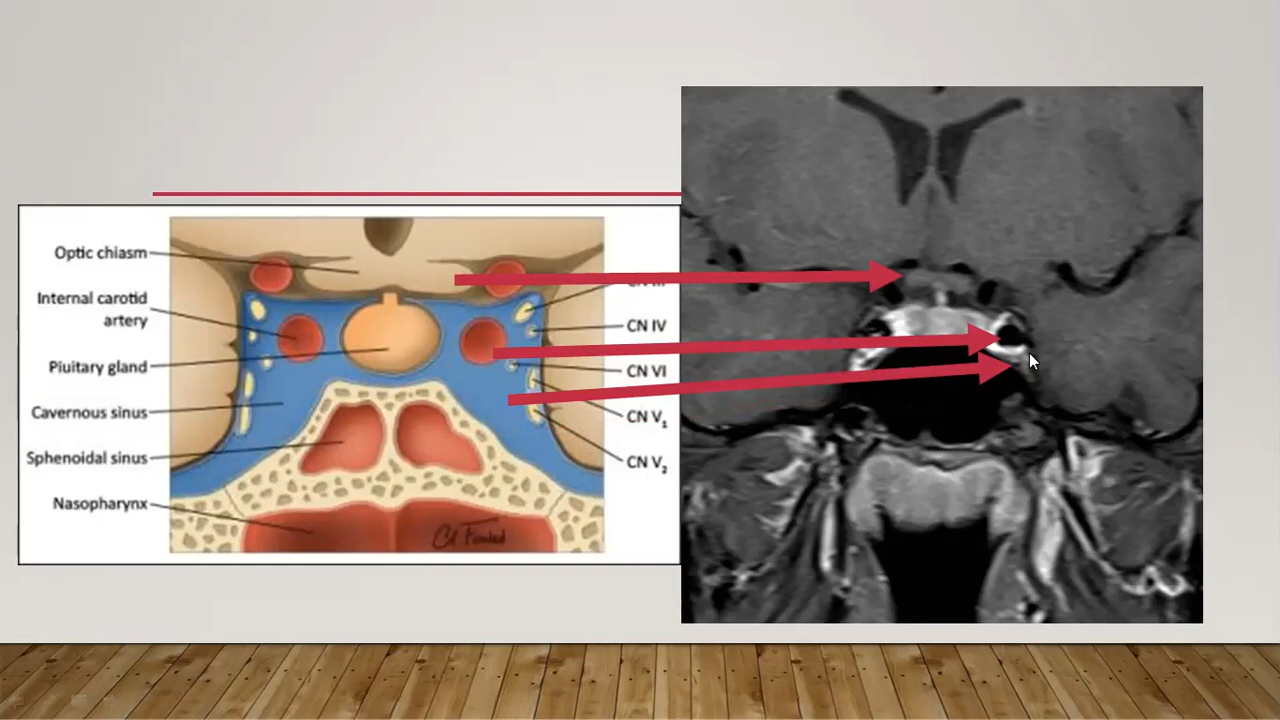 Optic chiasm
Internal carotid
artery
Piuitary gland
Cavernous sinus
Sphenoidal sinus
Nasopharynx
CN IV
CN VI
CN V₁
CN V₂